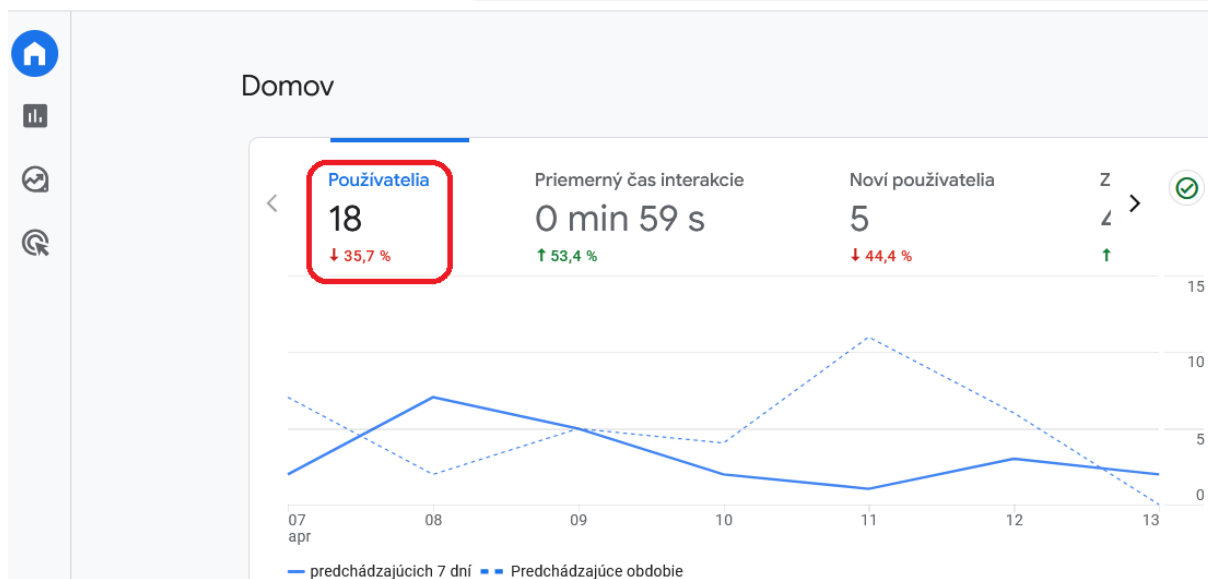 Domov
Používatelia
18
35,7 %
Priemerný čas interakcie
0 min 59 s
53,4 %
Noví používatelia
5
44,4 %
Z
15
10
5
0
07
apr
08
09
10
11
12
13
predchádzajúcich 7 dní
Predchádzajúce obdobie